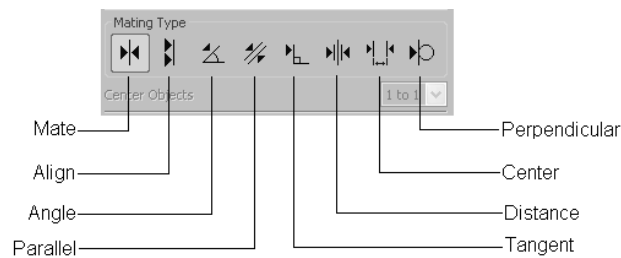 Mating Type
Center Objects
1 to 1
Mate
Align
Angle
Parallel
Perpendicular
Center
Distance
Tangent